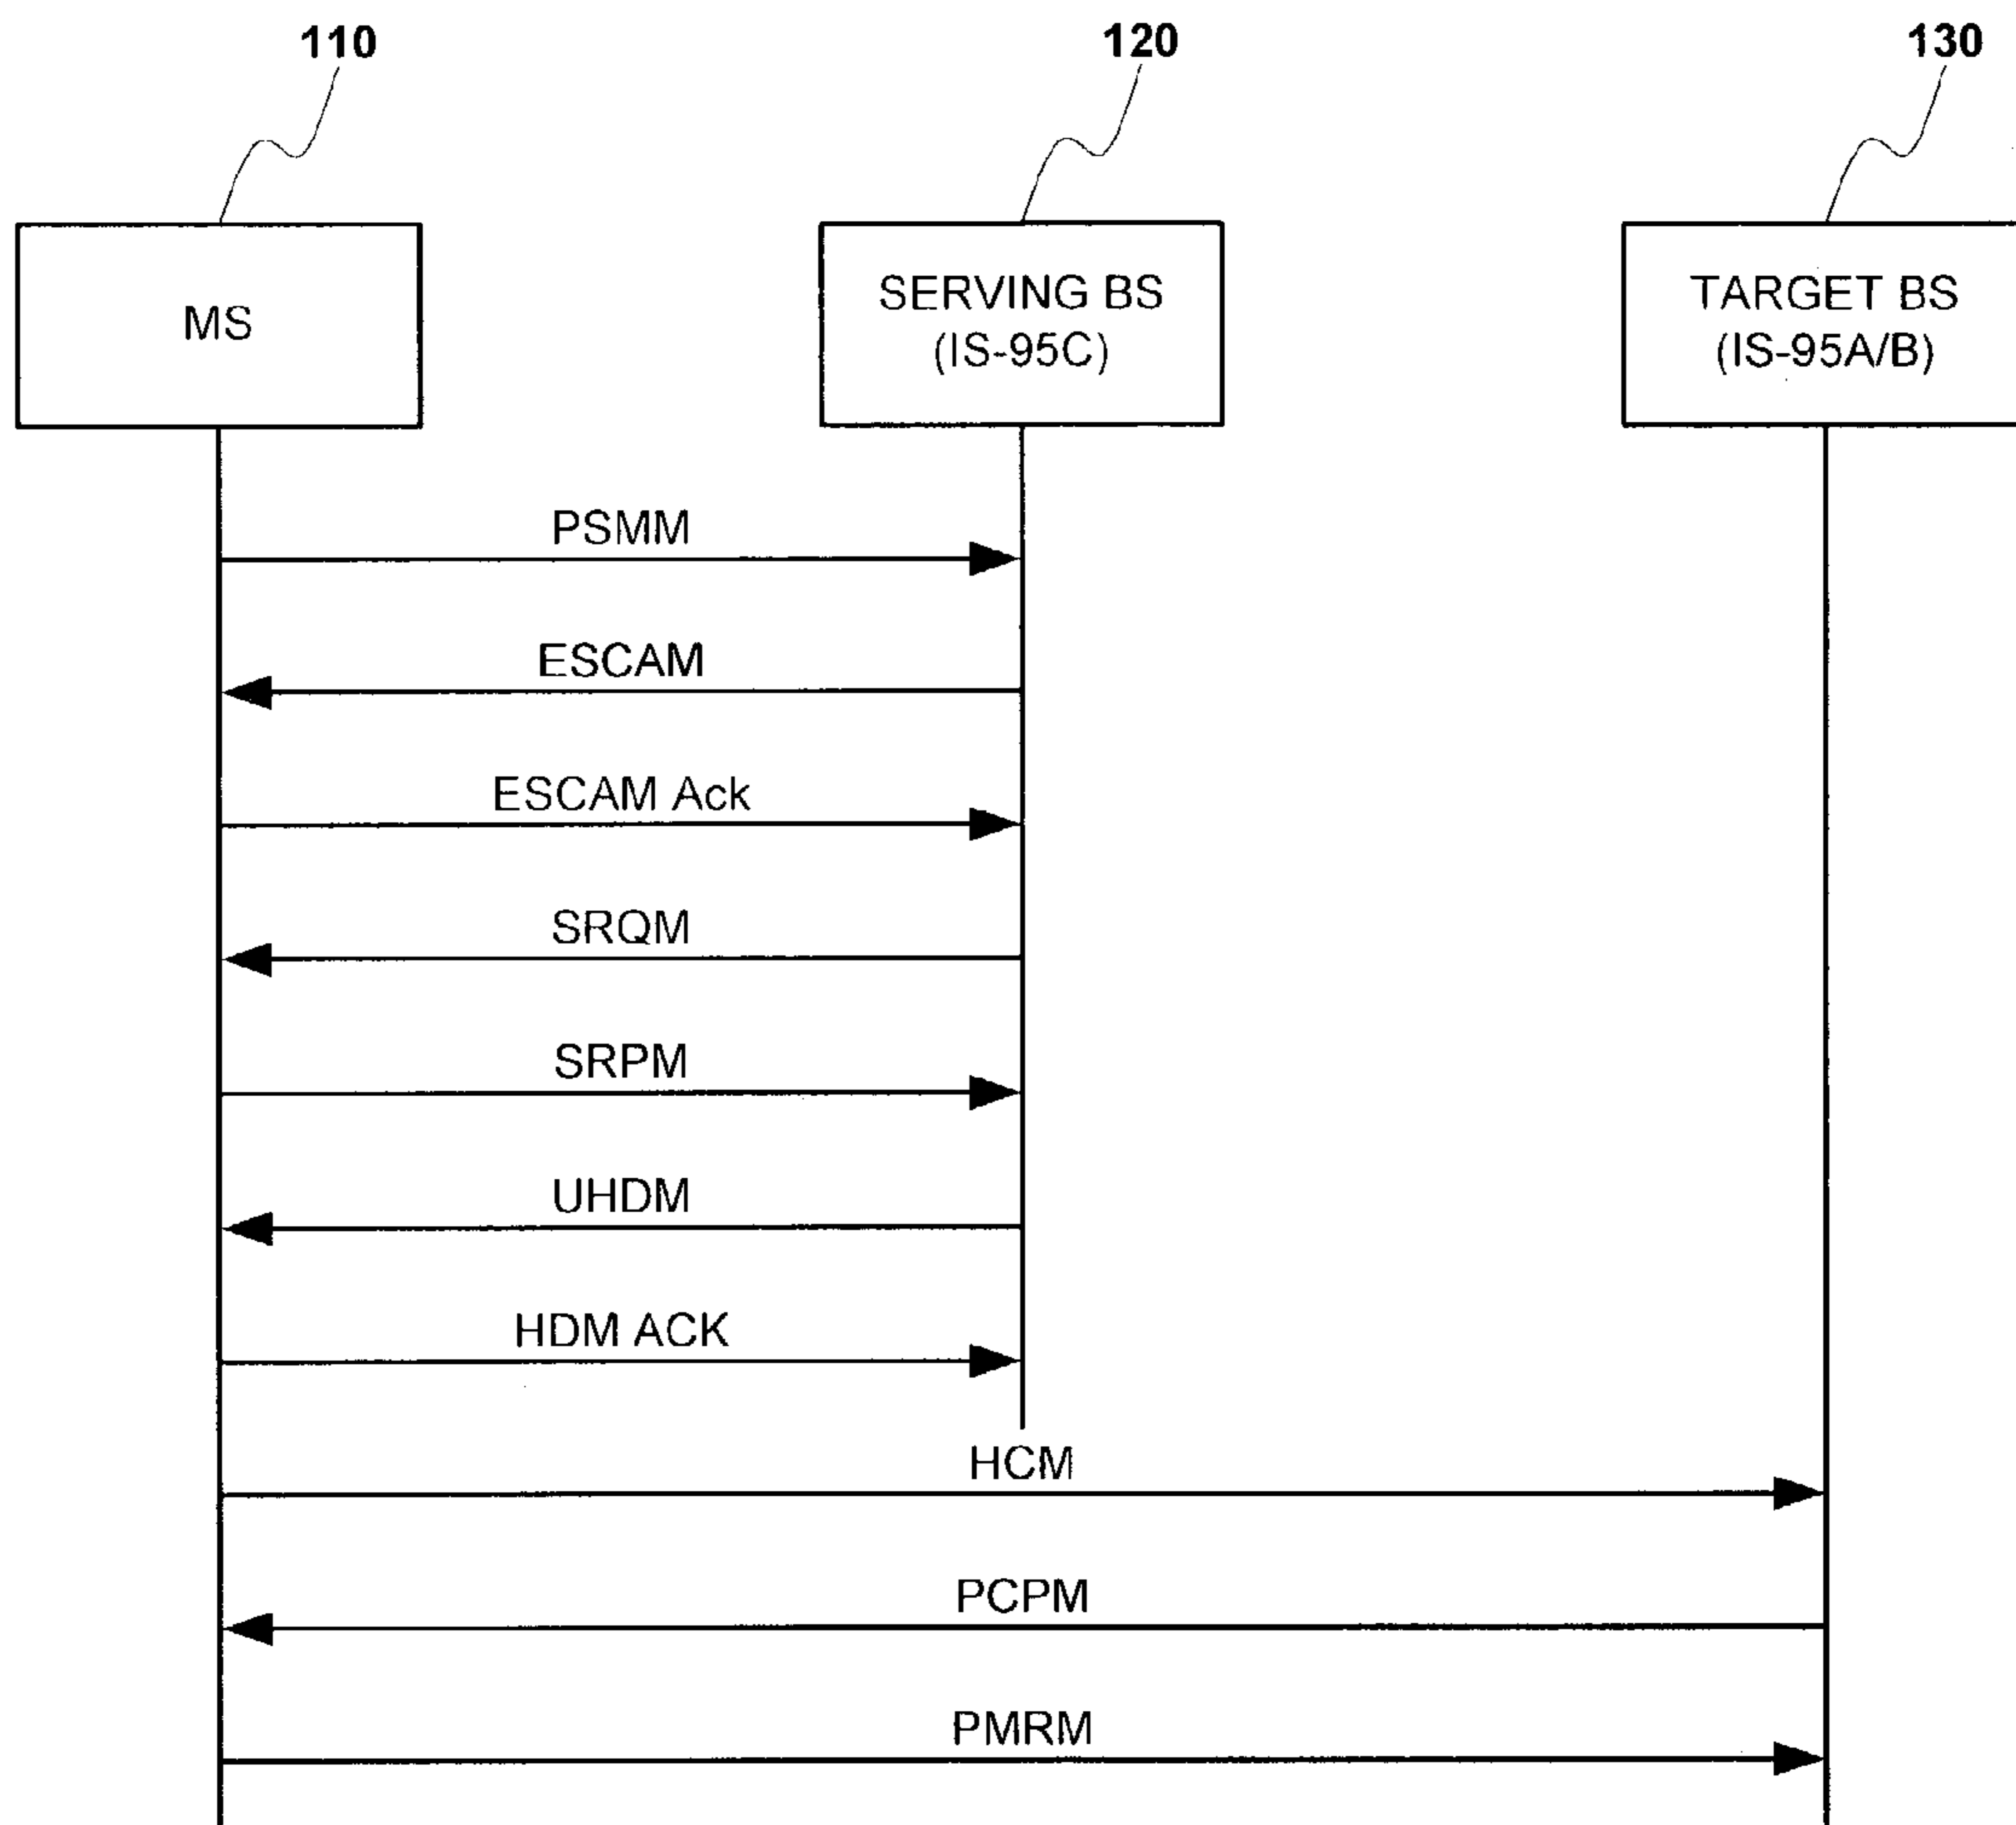 110
120
130
MS
SERVING BS
(IS-95C)
TARGET BS
(IS-95A/B)
PSMM
ESCAM
ESCAM Ack
SRQM
SRPM
UHDM
HDM ACK
HCM
PCPM
PMRM